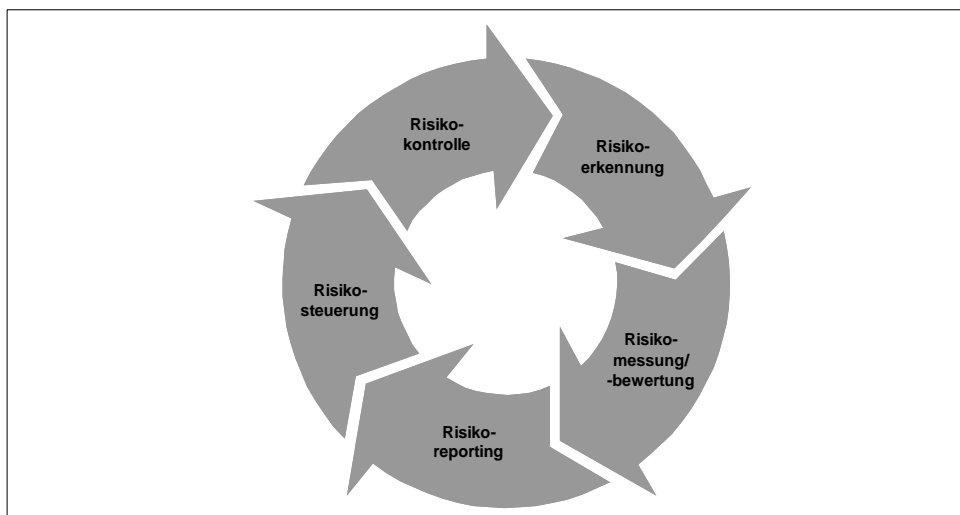 Risiko-
kontrolle
Risiko-
erkennung
Risiko-
steuerung
Risiko-
messung/
-bewertung
Risiko-
reporting